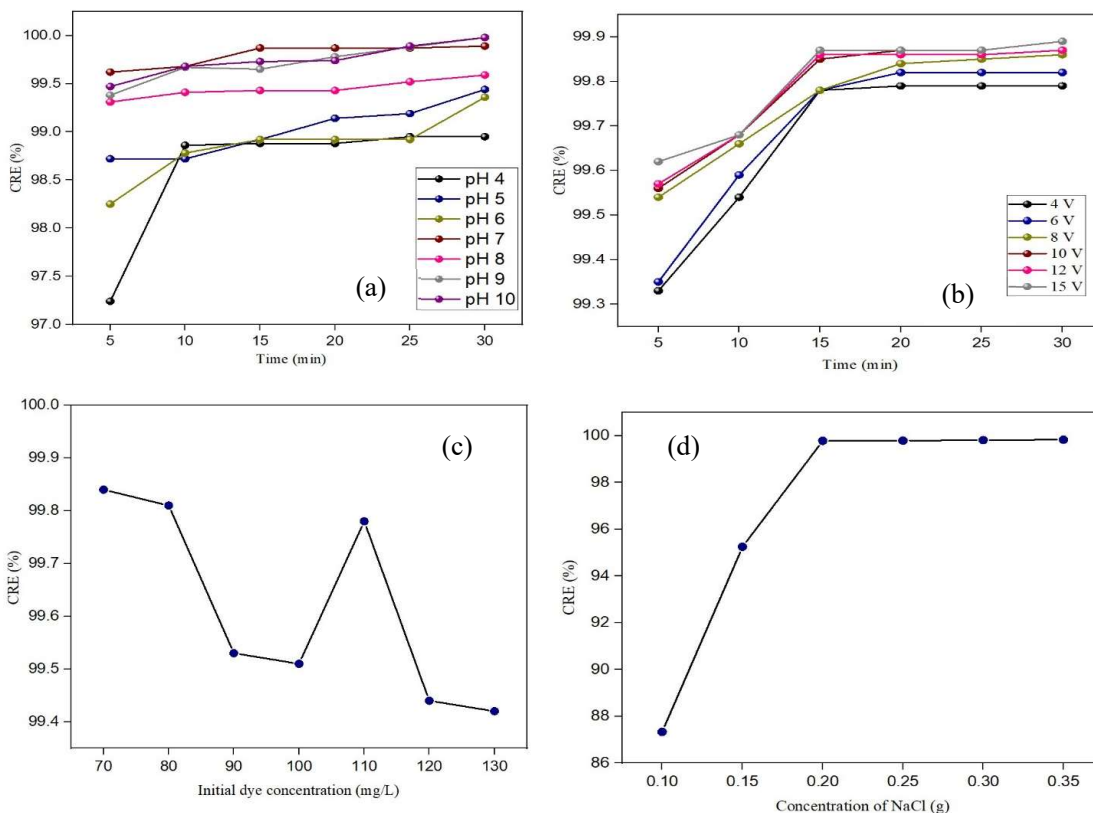 (a)
CRE (%)
100.0
99.5
99.0
98.5
98.0
97.5
97.0
pH 4
pH 5
pH 6
pH 7
pH 8
pH 9
pH 10
5 10 15 20 25 30
Time (min)
(b)
CRE (%)
99.9
99.8
99.7
99.6
99.5
99.4
99.3
4 V
6 V
8 V
10 V
12 V
15 V
5 10 15 20 25 30
Time (min)
(c)
CRE (%)
100.0
99.9
99.8
99.7
99.6
99.5
99.4
70 80 90 100 110 120 130
Initial dye concentration (mg/L)
(d)
CRE (%)
100
98
96
94
92
90
88
86
0.10 0.15 0.20 0.25 0.30 0.35
Concentration of NaCl (g)